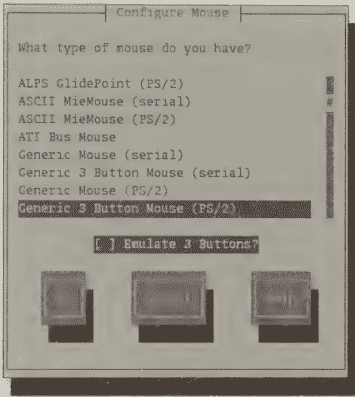 Configure Mouse
What type of mouse do you have?
ALPS GlidePoint (PS/2)
ASCII MieMouse (serial)
ASCII MieMouse (PS/2)
ATI Bus Mouse
Generic Mouse (serial)
Generic 3 Button Mouse (serial)
Generic Mouse (PS/2)
Generic 3 Button Mouse (PS/2)
#
[ ] Emulate 3 Buttons?